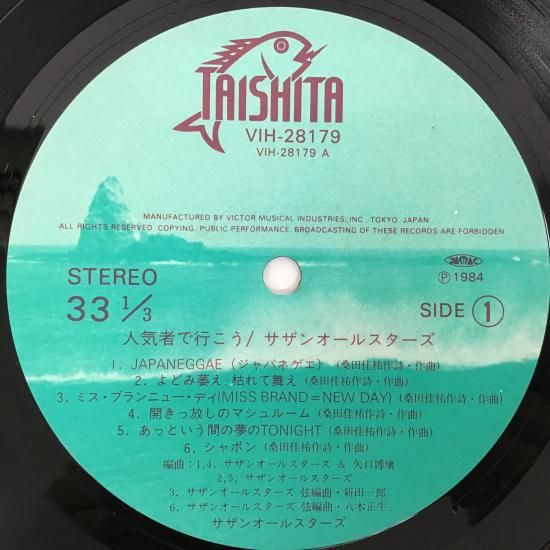 TAISHITA
VIH-28179
VIH-28179 A
MANUFACTURED BY VICTOR MUSICAL INDUSTRIES, INC. TOKYO, JAPAN.
ALL RIGHTS RESERVED. COPYING. PUBLIC PERFORMANCE. BROADCASTING OF THESE RECORDS ARE FORBIDDEN
JASRAC
STEREO
Ⓟ 1984
33 1/3
SIDE ①
人気者で行こう/ サザンオールスターズ
1. JAPANEGGAE (ジャパネゲエ) (桑田佳祐作詩・作曲)
2. よどみ萎え、枯れて舞え (桑田佳祐作詩・作曲)
3. ミス・ブランニュー・デイ(MISS BRAND=NEW DAY) (桑田佳祐作詩・作曲)
4. 開きっ放しのマシュルーム (桑田佳祐作詩・作曲)
5. あっという間の夢のTONIGHT (桑田佳祐作詩・作曲)
6. シャボン (桑田佳祐作詩・作曲)
編曲：1,4. サザンオールスターズ & 矢口博康
2,5. サザンオールスターズ
3. サザンオールスターズ 弦編曲・新田一郎
6. サザンオールスターズ 弦編曲・八木正生
サザンオールスターズ